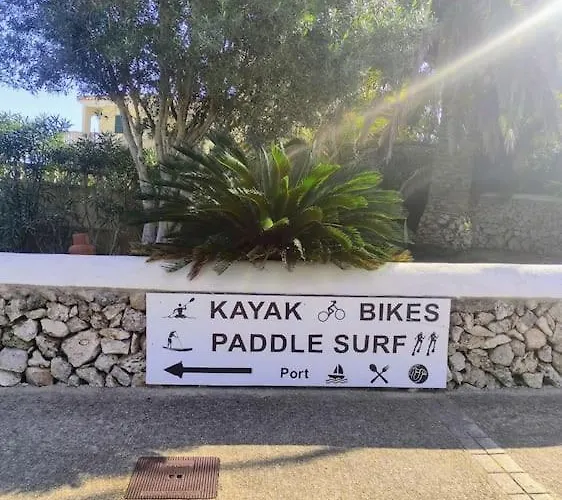 KAYAK BIKES
PADDLE SURF
Port